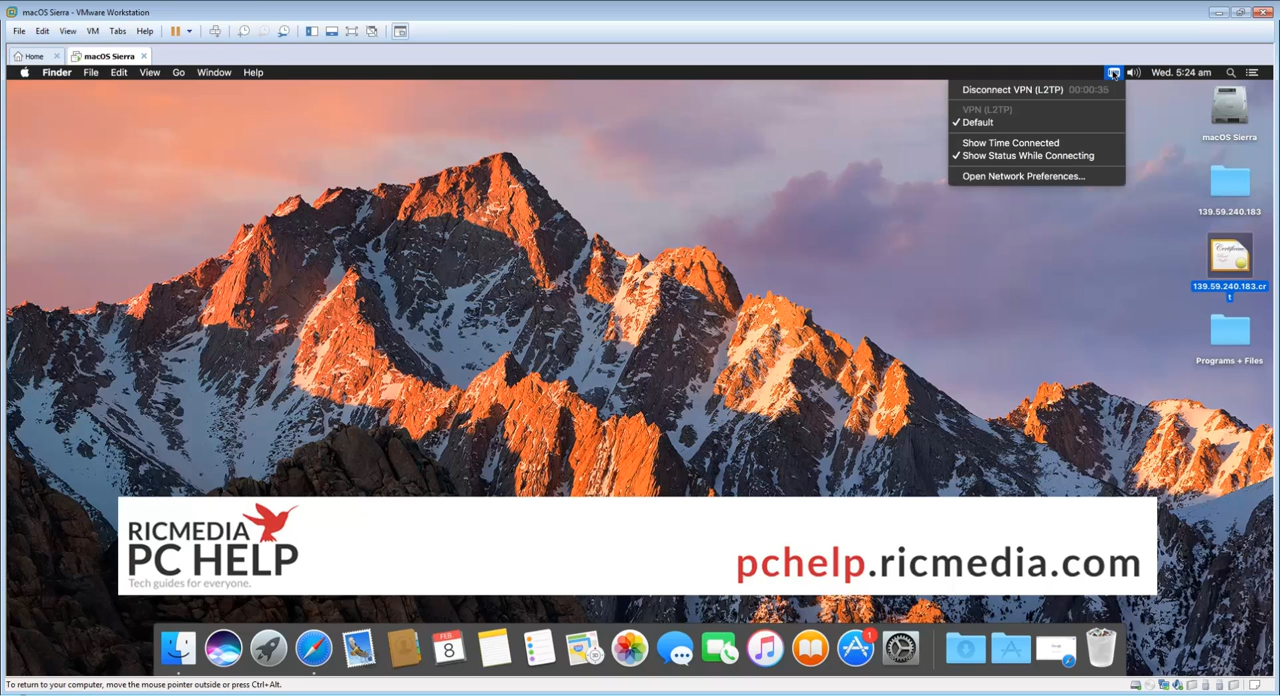 macOS Sierra - VMware Workstation
File Edit View VM Tabs Help
Home macOS Sierra
Finder File Edit View Go Window Help Wed. 5:24 am
Disconnect VPN (L2TP) 00:00:35
VPN (L2TP)
✓ Default
Show Time Connected
✓ Show Status While Connecting
Open Network Preferences...
macOS Sierra
139.59.240.183
139.59.240.183.cr
t
Programs + Files
RICMEDIA
PC HELP
Tech guides for everyone.
pchelp.ricmedia.com
FEB
8
1
To return to your computer, move the mouse pointer outside or press Ctrl+Alt.